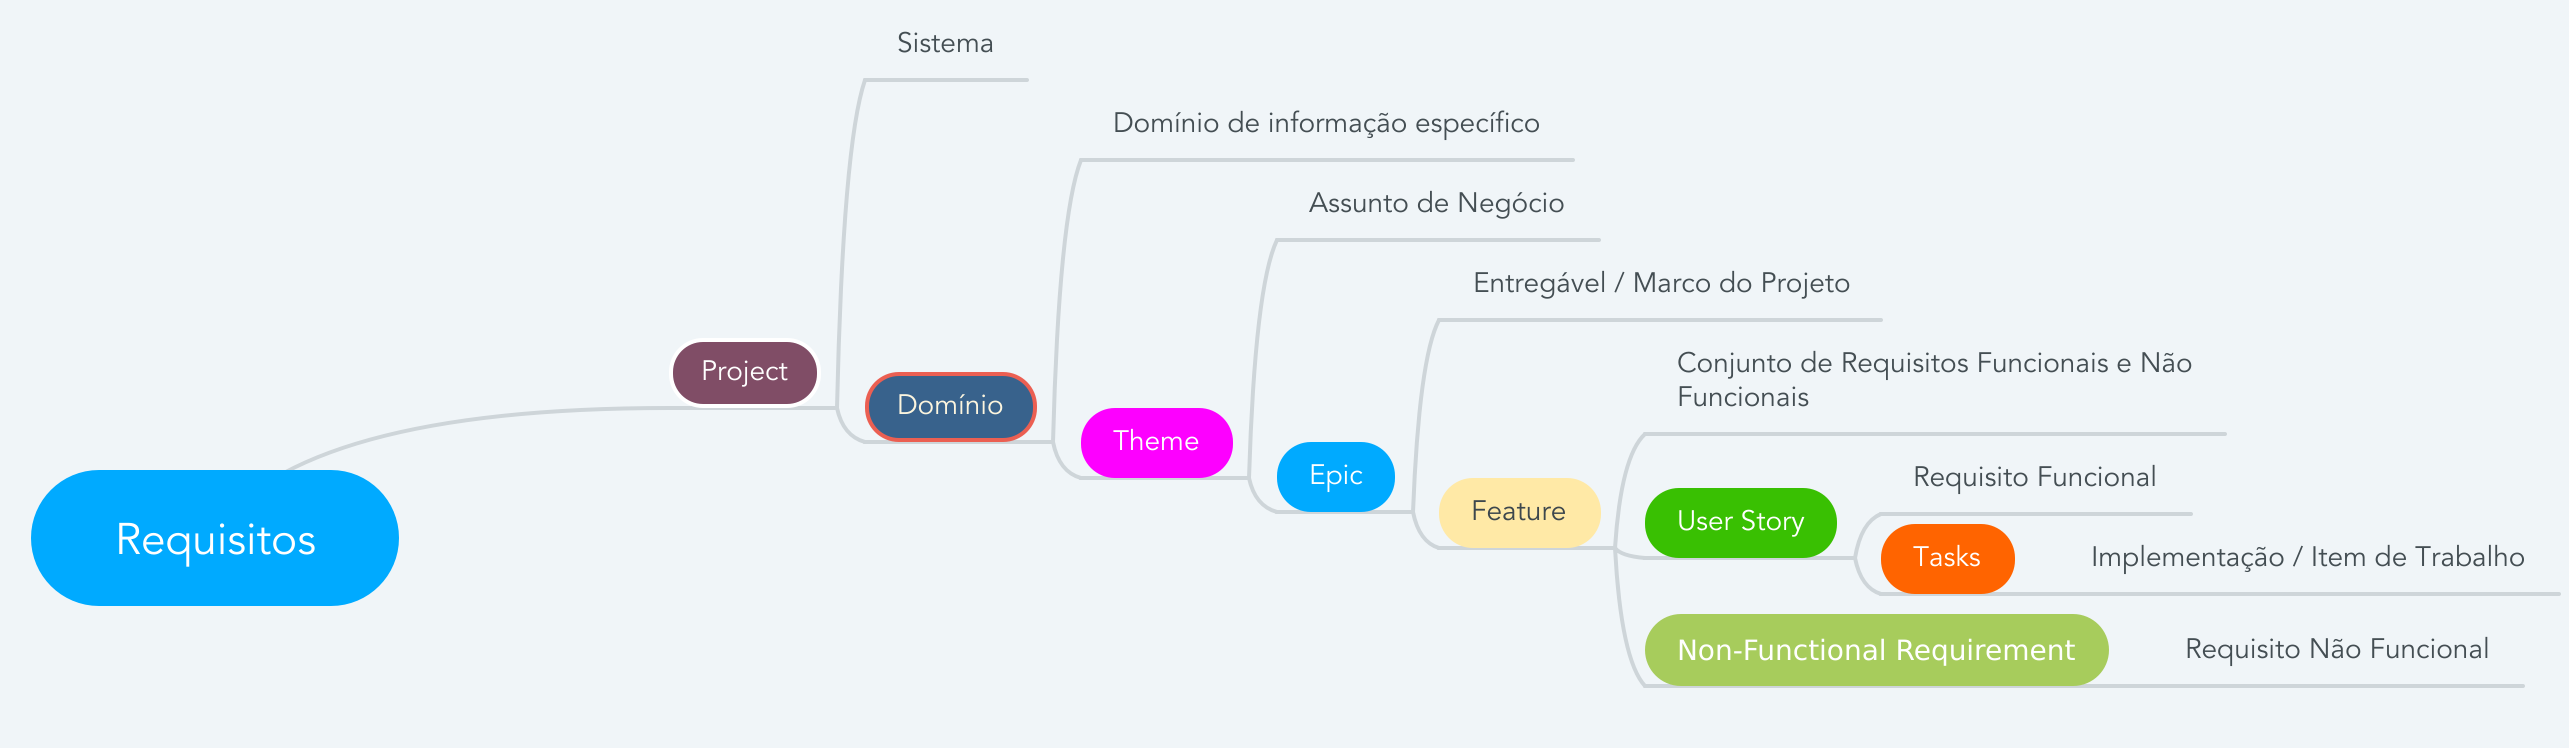 Sistema
Domínio de informação específico
Assunto de Negócio
Entregável / Marco do Projeto
Conjunto de Requisitos Funcionais e Não
Funcionais
Project
Domínio
Theme
Epic
Feature
User Story
Requisito Funcional
Tasks
Implementação / Item de Trabalho
Requisitos
Non-Functional Requirement
Requisito Não Funcional